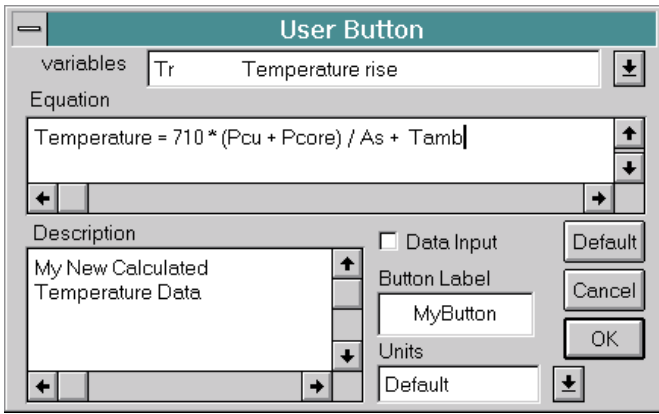 User Button
variables
Tr Temperature rise
Equation
Temperature = 710 * (Pcu + Pcore) / As + Tamb
Description
My New Calculated
Temperature Data
Data Input
Button Label
MyButton
Units
Default
Default
Cancel
OK